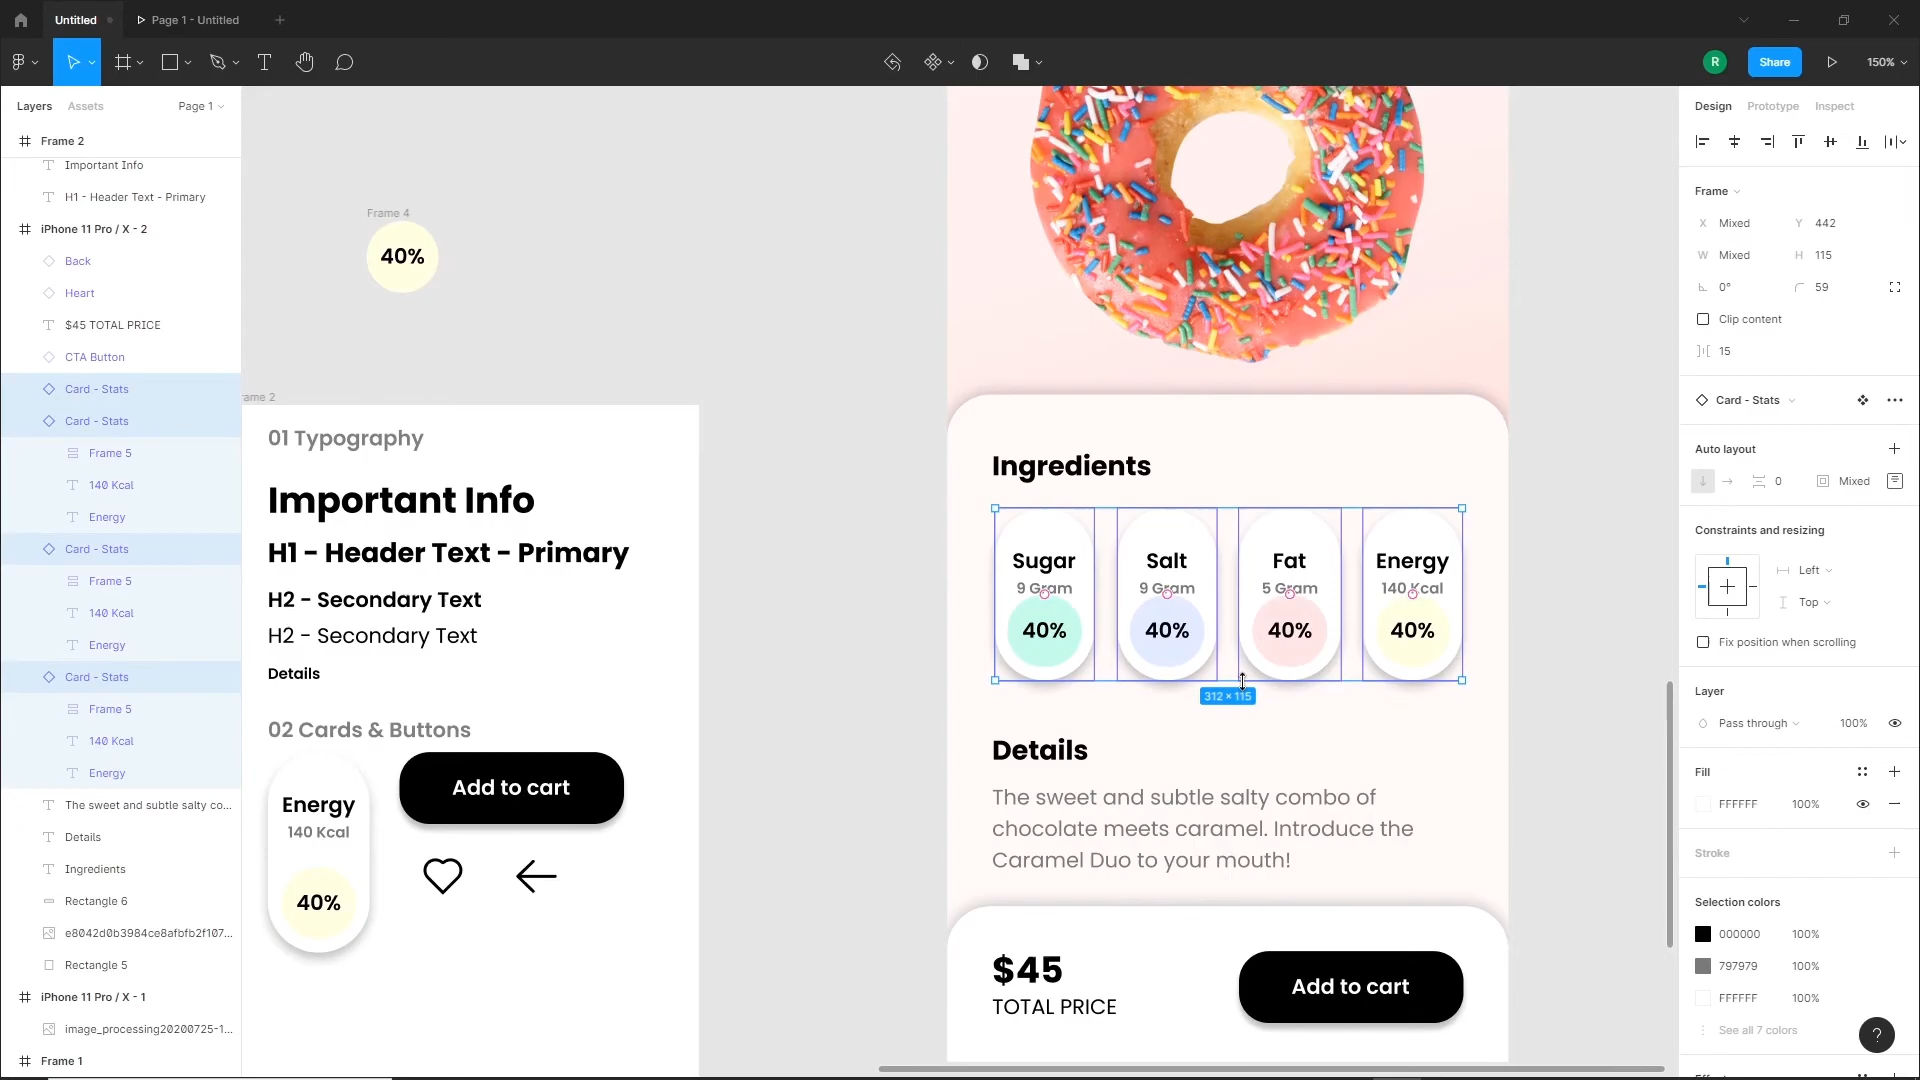 Untitled
Page 1 - Untitled
R
Share
150%
Layers
Assets
Page 1
Frame 2
Important Info
H1 - Header Text - Primary
iPhone 11 Pro / X - 2
Back
Heart
$45 TOTAL PRICE
CTA Button
Card - Stats
Card - Stats
Frame 5
140 Kcal
Energy
Card - Stats
Frame 5
140 Kcal
Energy
Card - Stats
Frame 5
140 Kcal
Energy
The sweet and subtle salty co...
Details
Ingredients
Rectangle 6
e8042d0b3984ce8afbfb2f107...
Rectangle 5
iPhone 11 Pro / X - 1
image_processing20200725-1...
Frame 1
Frame 4
40%
ame 2
01 Typography
Important Info
H1 - Header Text - Primary
H2 - Secondary Text
H2 - Secondary Text
Details
02 Cards & Buttons
Energy
140 Kcal
40%
Add to cart
Ingredients
Sugar
9 Gram
40%
Salt
9 Gram
40%
Fat
5 Gram
40%
Energy
140 Kcal
40%
312 × 115
Details
The sweet and subtle salty combo of
chocolate meets caramel. Introduce the
Caramel Duo to your mouth!
$45
TOTAL PRICE
Add to cart
Design
Prototype
Inspect
Frame
X Mixed Y 442
W Mixed H 115
0° 59
Clip content
15
Card - Stats
Auto layout
0 Mixed
Constraints and resizing
Left
Top
Fix position when scrolling
Layer
Pass through 100%
Fill
FFFFFF 100%
Stroke
Selection colors
000000 100%
797979 100%
FFFFFF 100%
See all 7 colors
?